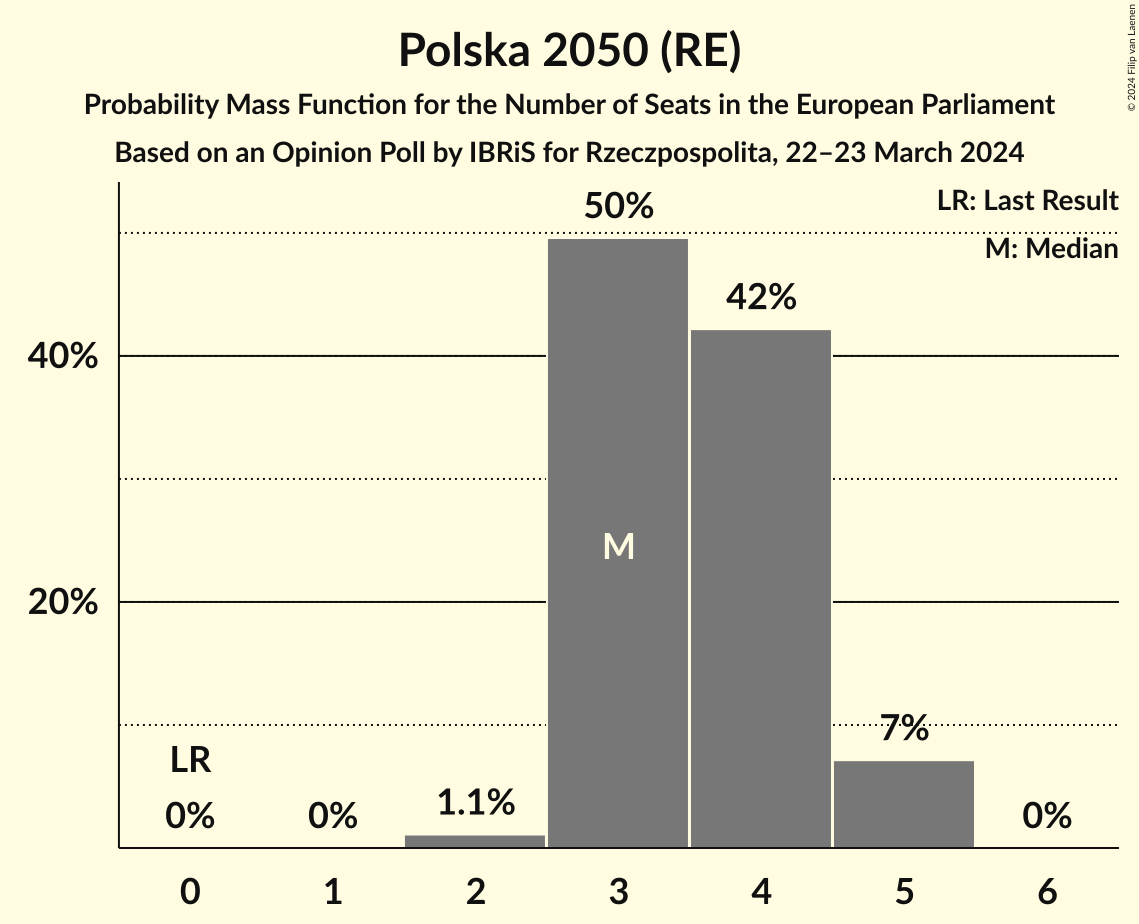 Polska 2050 (RE)
Probability Mass Function for the Number of Seats in the European Parliament
Based on an Opinion Poll by IBRiS for Rzeczpospolita, 22–23 March 2024
© 2024 Filip van Laenen
LR: Last Result
M: Median
50%
42%
40%
M
20%
7%
LR
1.1%
0%
0%
0%
0 1 2 3 4 5 6